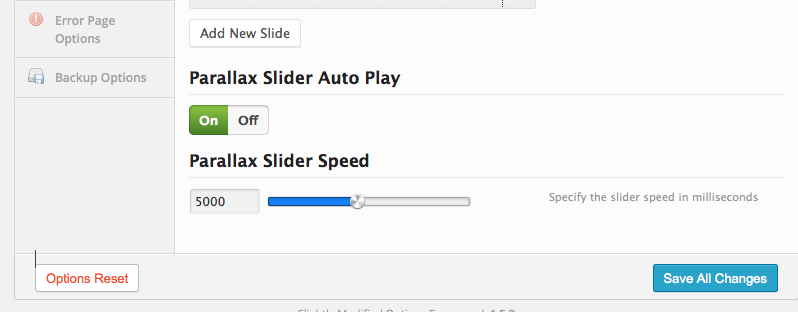 Error Page
Options
Backup Options
Add New Slide
Parallax Slider Auto Play
On Off
Parallax Slider Speed
5000
Specify the slider speed in milliseconds
Options Reset
Save All Changes